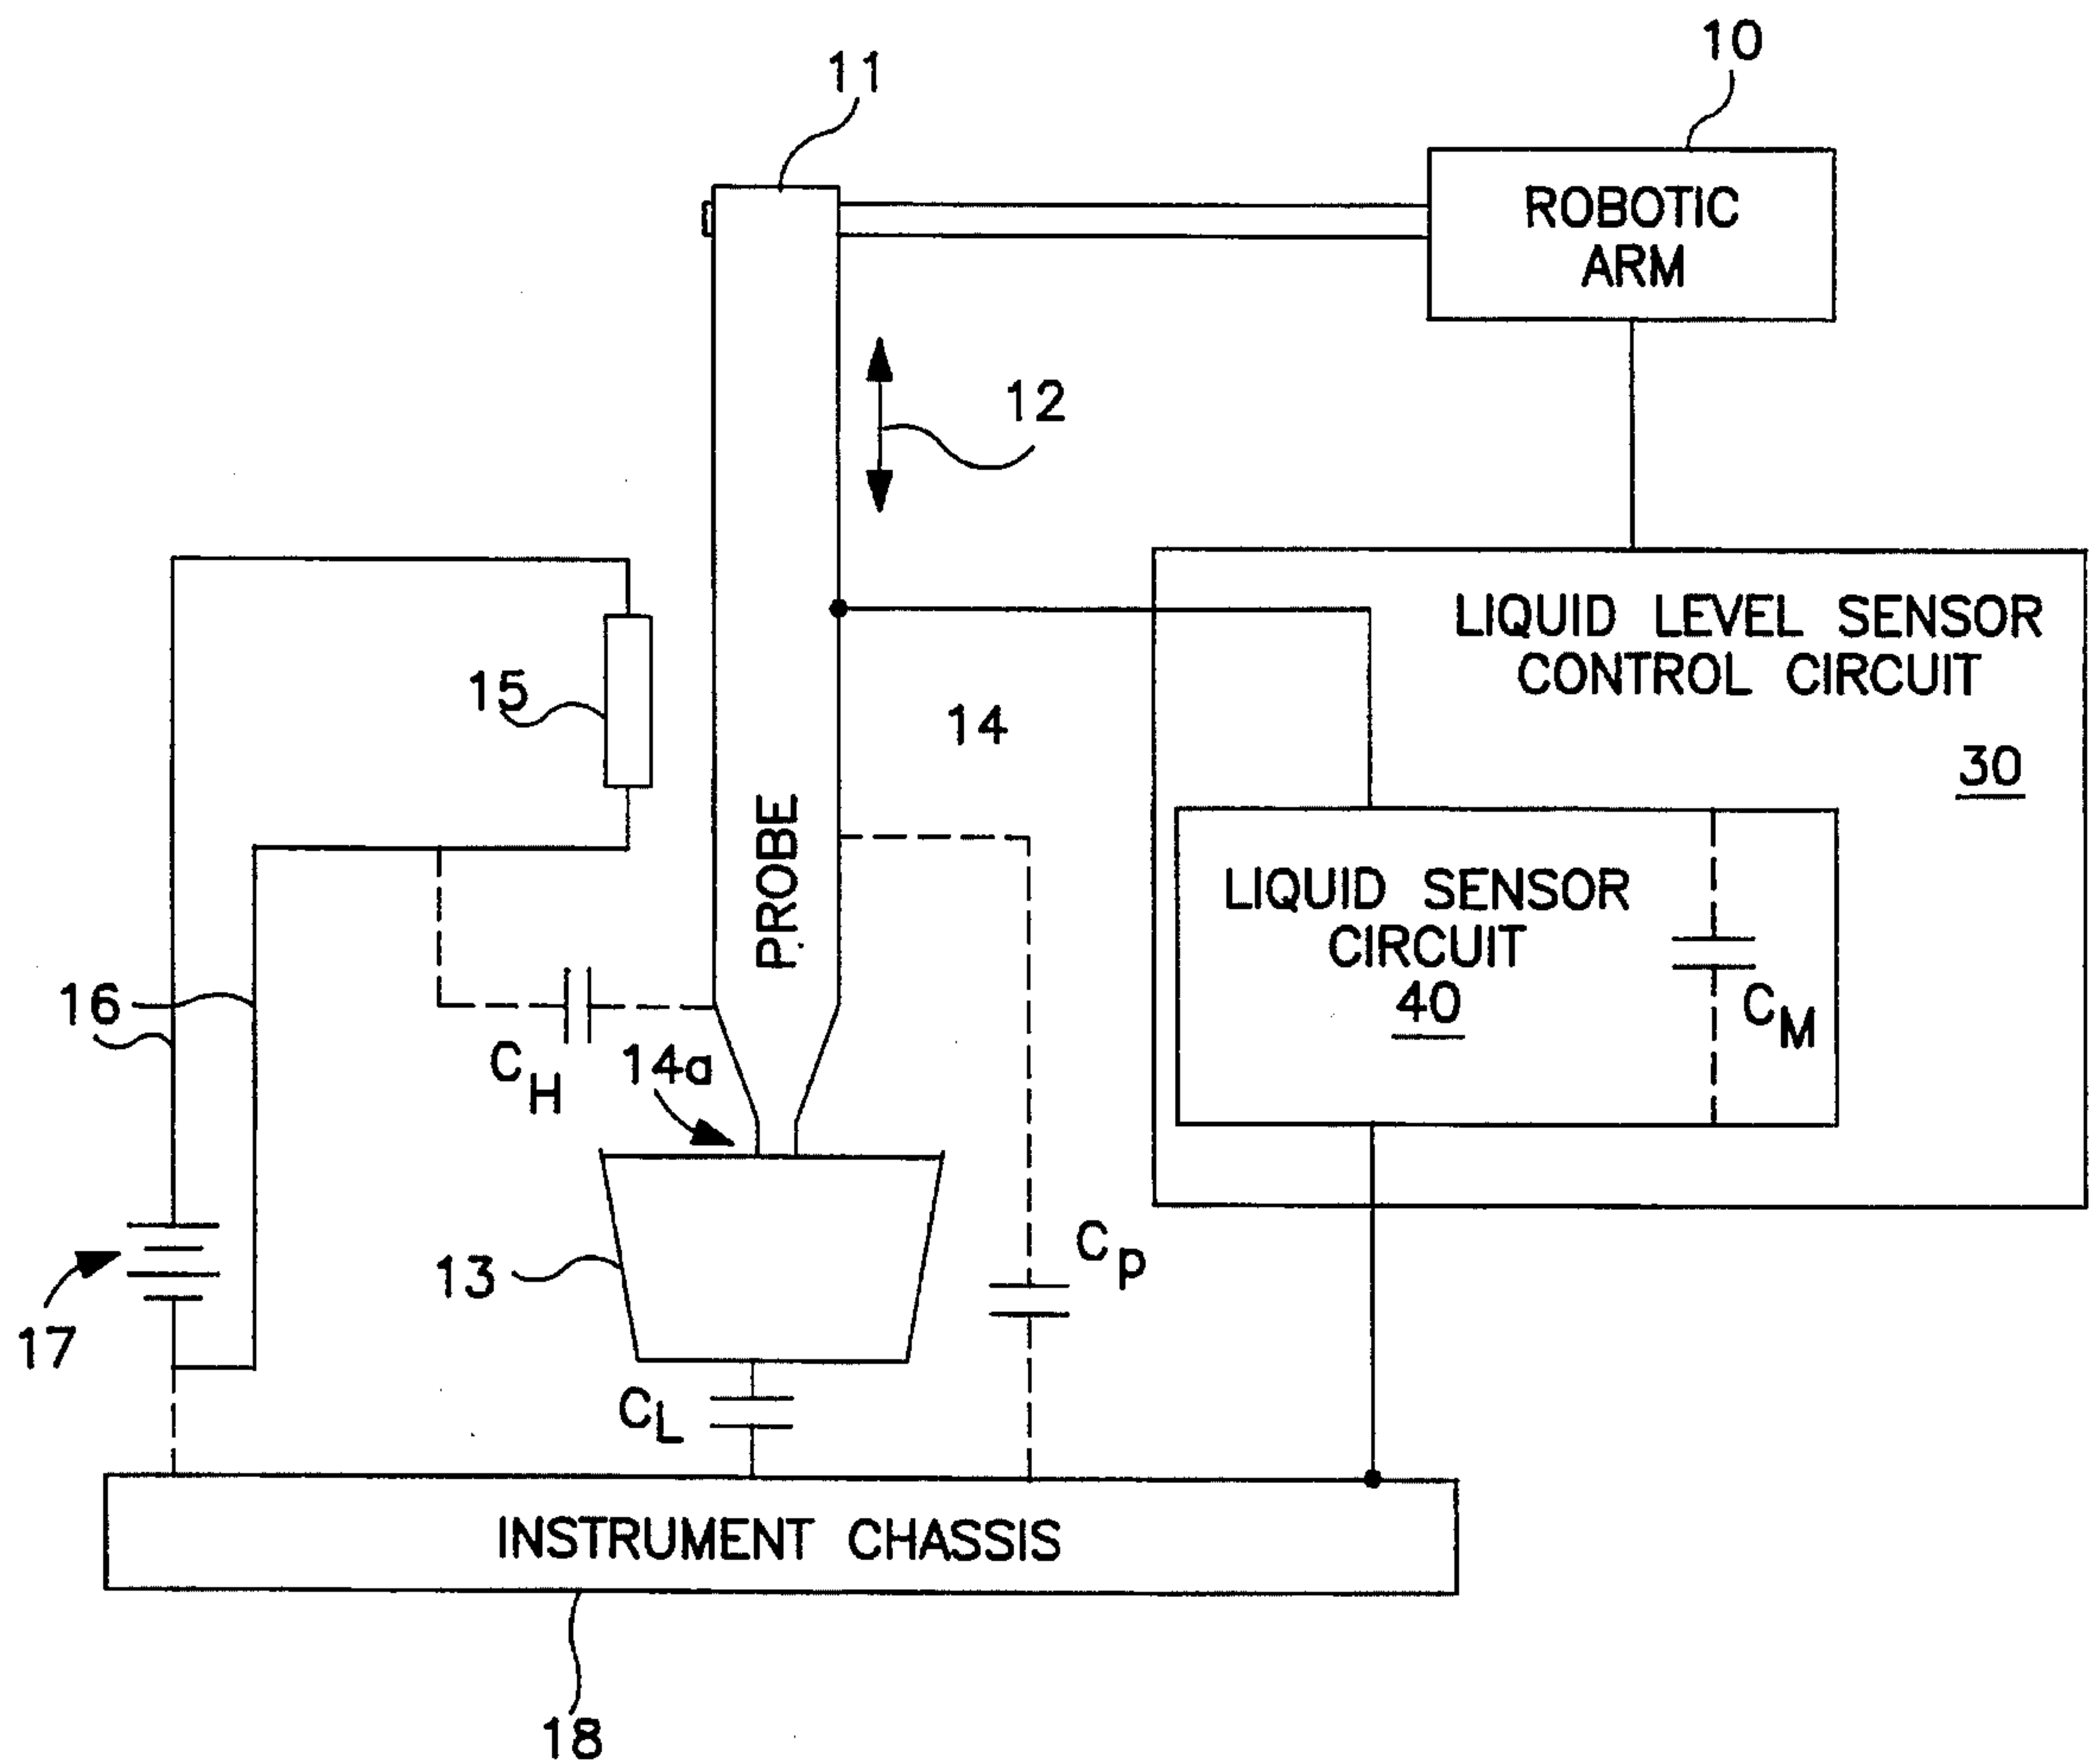 10
11
ROBOTIC
ARM
12
LIQUID LEVEL SENSOR
CONTROL CIRCUIT
30
15
14
PROBE
LIQUID SENSOR
CIRCUIT
40
C_M
16
C_H
14a
C_P
13
17
C_L
INSTRUMENT CHASSIS
18